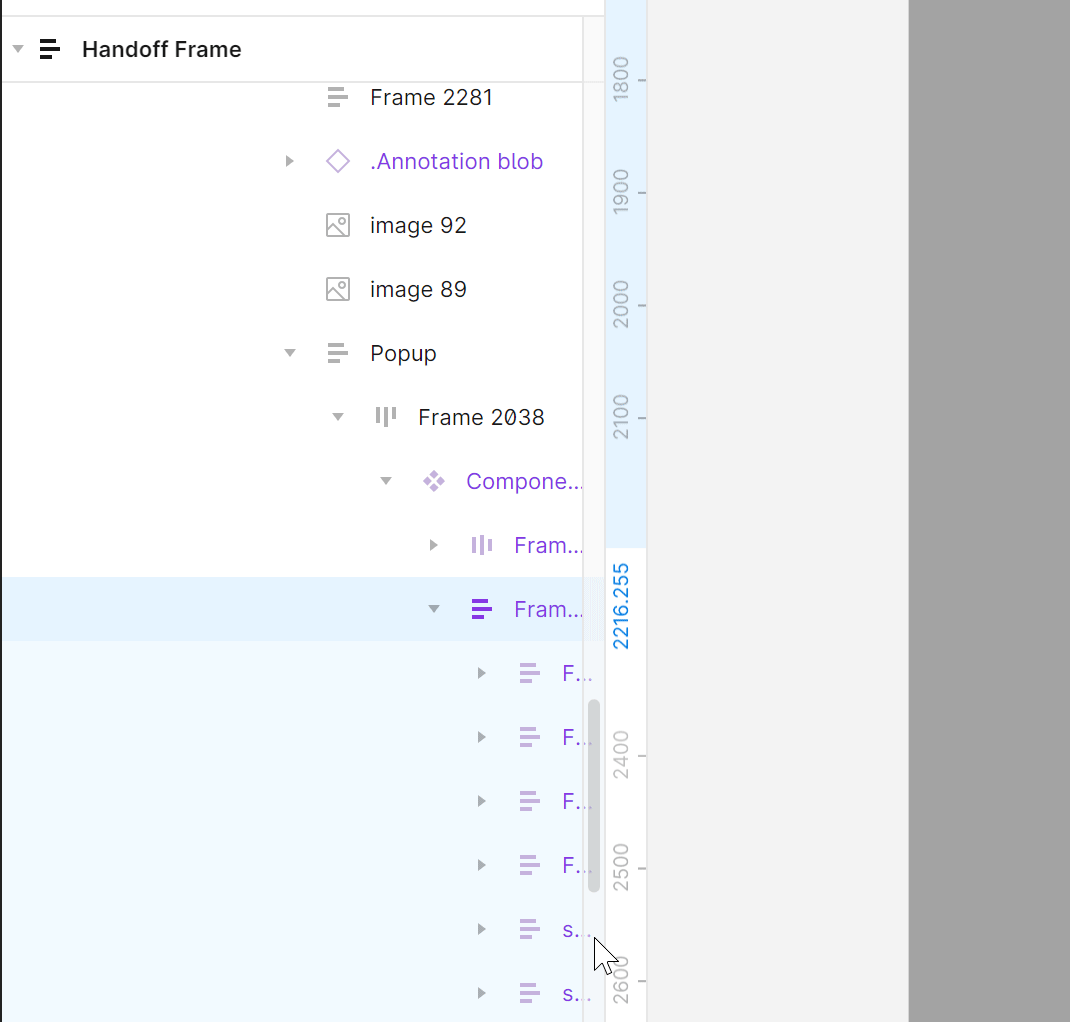 Handoff Frame
Frame 2281
.Annotation blob
image 92
image 89
Popup
Frame 2038
Compone...
Fram...
Fram...
F...
F...
F...
F...
s...
s...
1800
1900
2000
2100
2216.255
2400
2500
2600